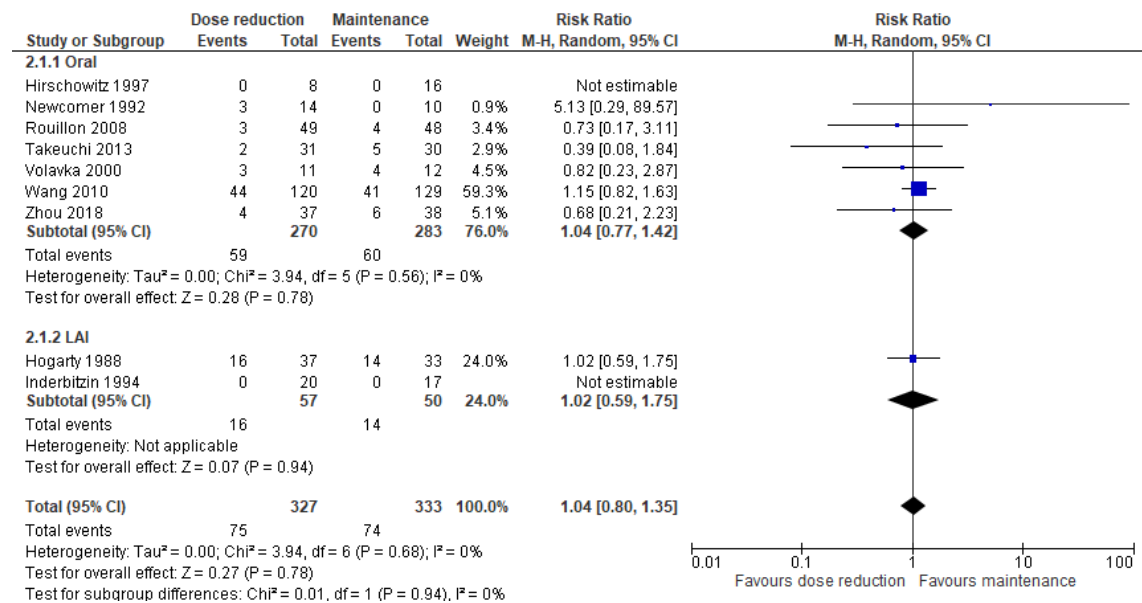 Dose reduction Maintenance Risk Ratio Risk Ratio
Study or Subgroup Events Total Events Total Weight M-H, Random, 95% CI M-H, Random, 95% CI
2.1.1 Oral
Hirschowitz 1997 0 8 0 16 Not estimable
Newcomer 1992 3 14 0 10 0.9% 5.13 [0.29, 89.57]
Rouillon 2008 3 49 4 48 3.4% 0.73 [0.17, 3.11]
Takeuchi 2013 2 31 5 30 2.9% 0.39 [0.08, 1.84]
Volavka 2000 3 11 4 12 4.5% 0.82 [0.23, 2.87]
Wang 2010 44 120 41 129 59.3% 1.15 [0.82, 1.63]
Zhou 2018 4 37 6 38 5.1% 0.68 [0.21, 2.23]
Subtotal (95% CI) 270 283 76.0% 1.04 [0.77, 1.42]
Total events 59 60
Heterogeneity: Tau² = 0.00; Chi² = 3.94, df = 5 (P = 0.56); I² = 0%
Test for overall effect: Z = 0.28 (P = 0.78)
2.1.2 LAI
Hogarty 1988 16 37 14 33 24.0% 1.02 [0.59, 1.75]
Inderbitzin 1994 0 20 0 17 Not estimable
Subtotal (95% CI) 57 50 24.0% 1.02 [0.59, 1.75]
Total events 16 14
Heterogeneity: Not applicable
Test for overall effect: Z = 0.07 (P = 0.94)
Total (95% CI) 327 333 100.0% 1.04 [0.80, 1.35]
Total events 75 74
Heterogeneity: Tau² = 0.00; Chi² = 3.94, df = 6 (P = 0.68); I² = 0%
Test for overall effect: Z = 0.27 (P = 0.78)
Test for subgroup differences: Chi² = 0.01, df = 1 (P = 0.94), I² = 0%
0.01 0.1 1 10 100
Favours dose reduction Favours maintenance